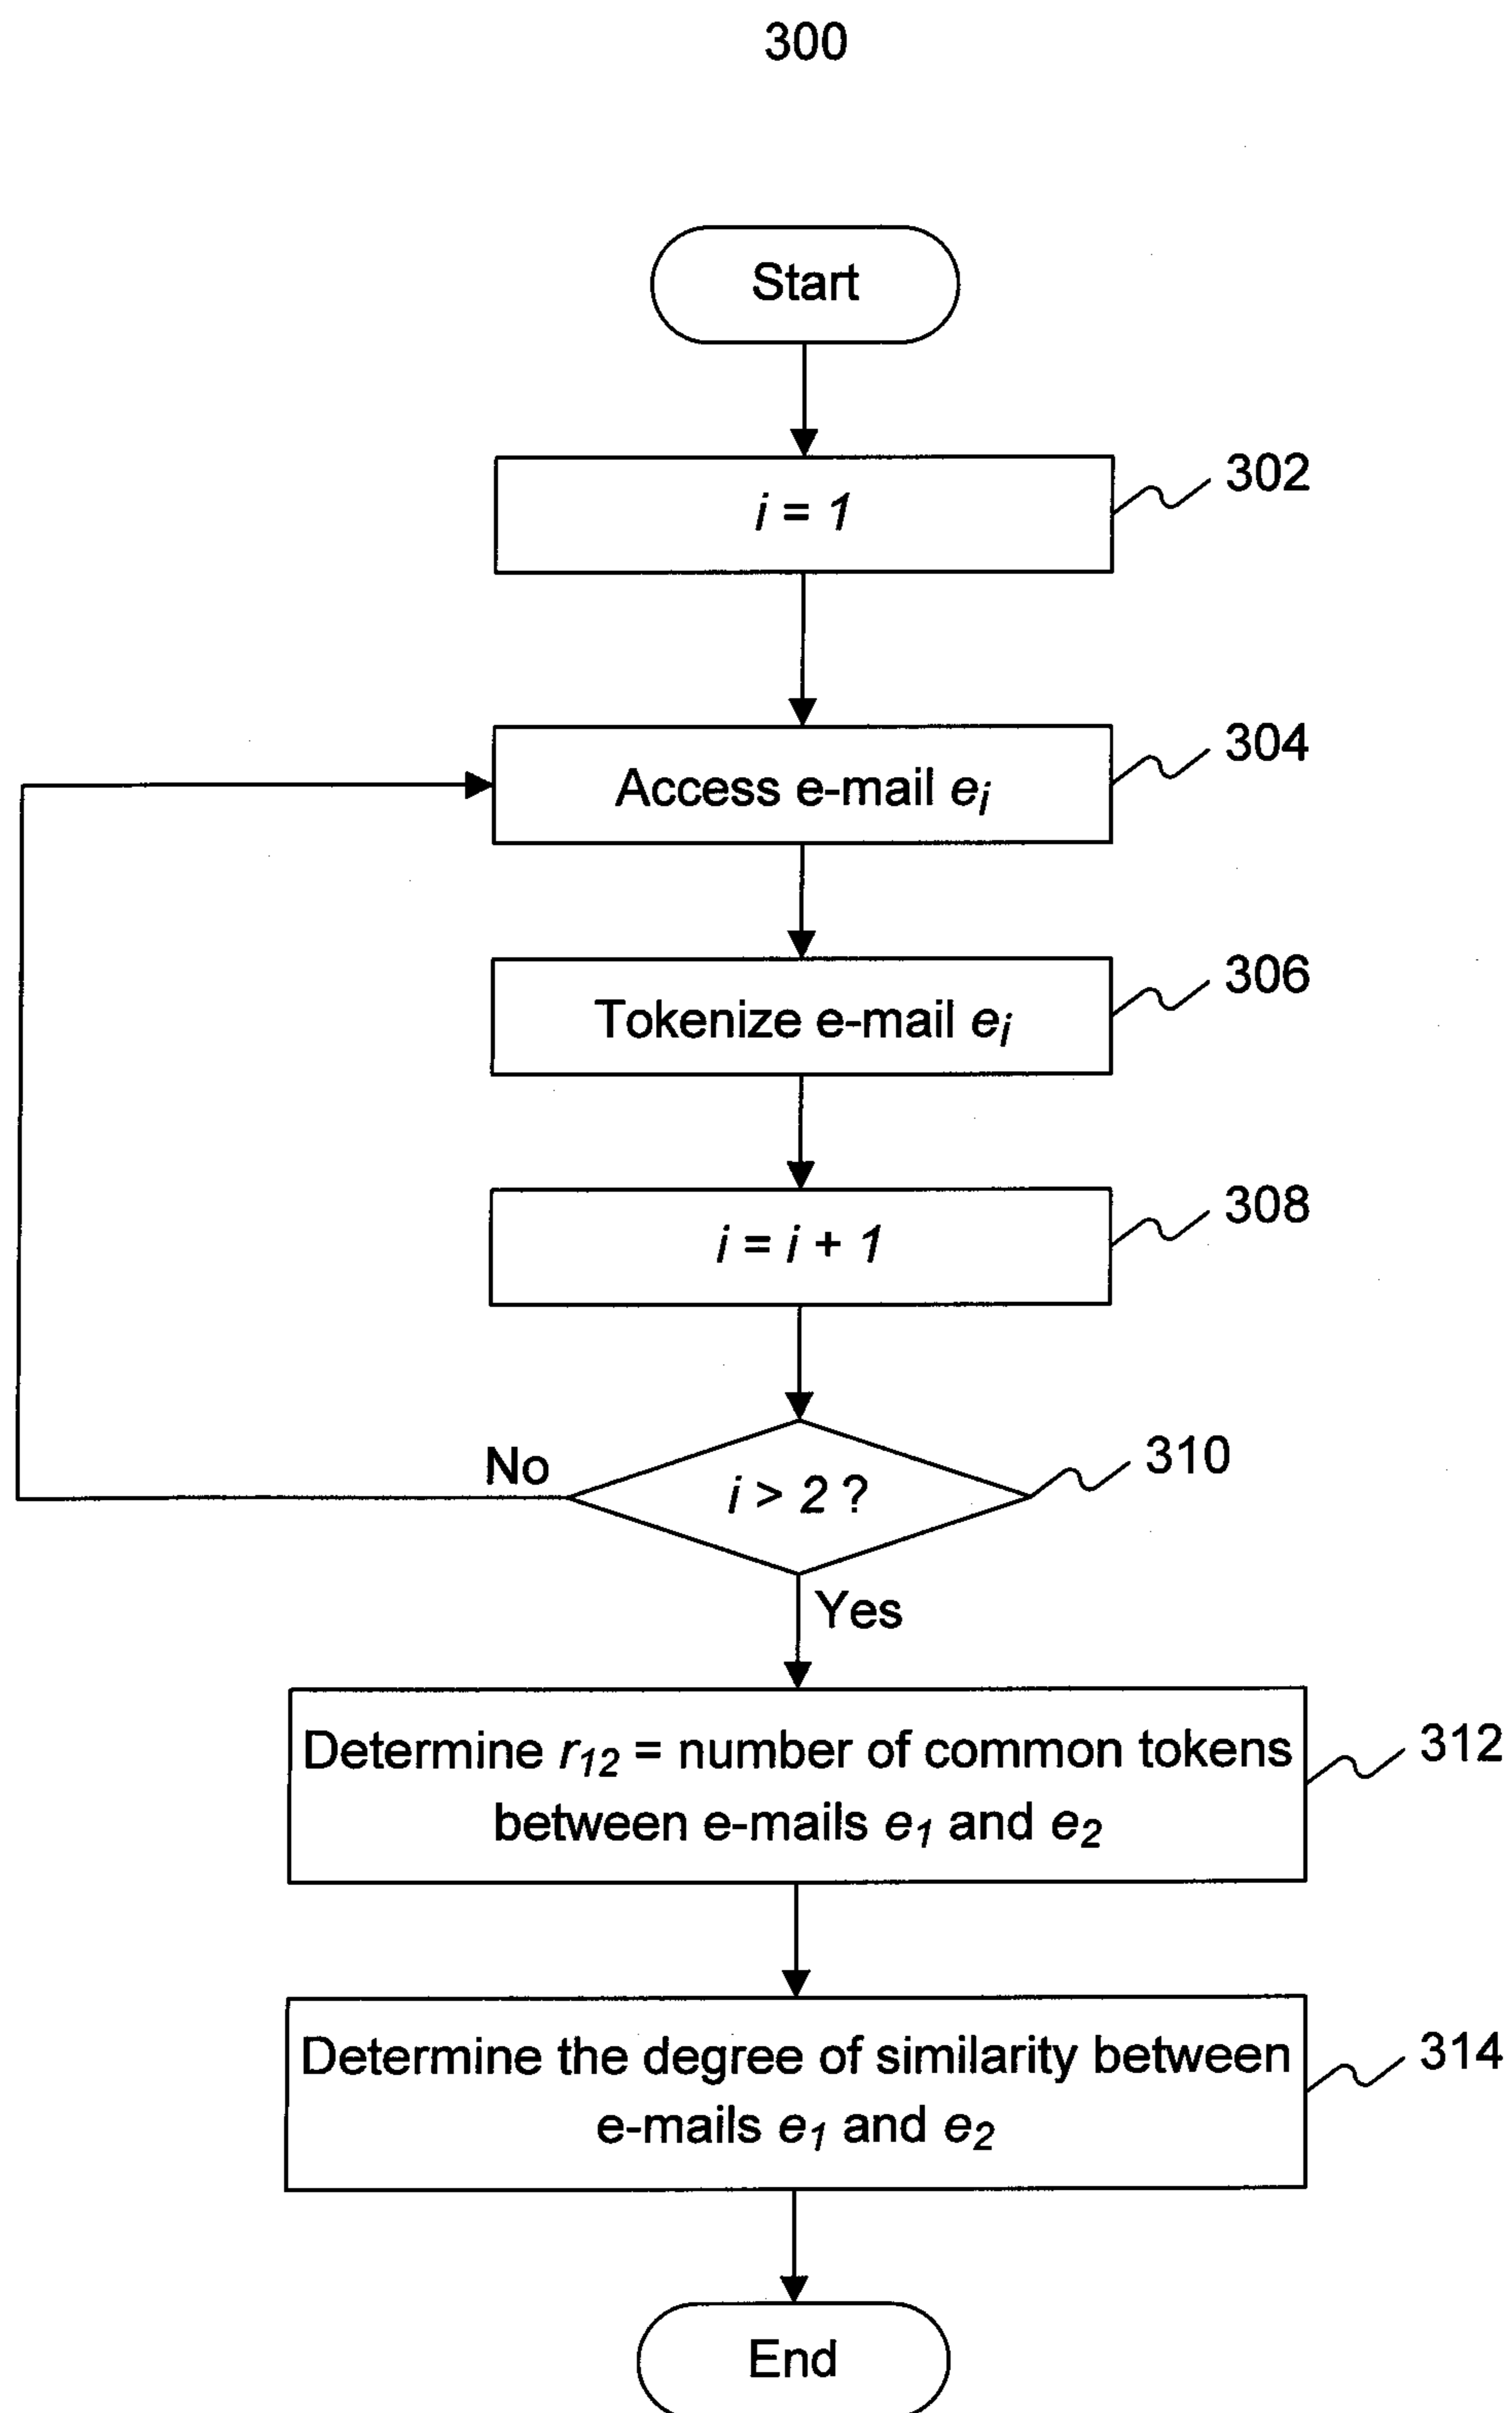 300
Start
i = 1
302
Access e-mail ei
304
Tokenize e-mail ei
306
i = i + 1
308
No
i > 2 ?
310
Yes
Determine r12 = number of common tokens
between e-mails e1 and e2
312
Determine the degree of similarity between
e-mails e1 and e2
314
End